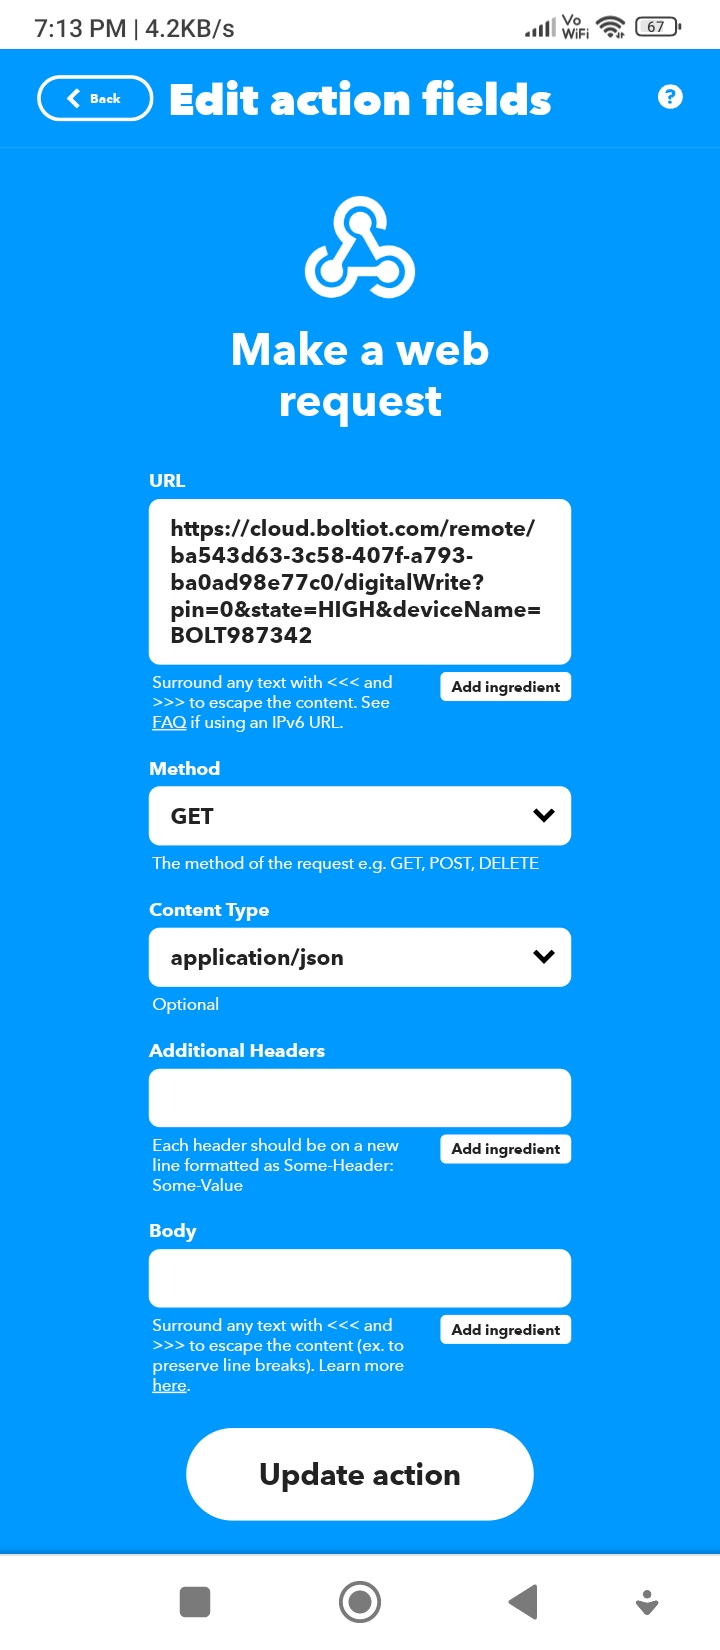 7:13 PM | 4.2KB/s
Vo
WiFi
67
Back
Edit action fields
?
Make a web
request
URL
https://cloud.boltiot.com/remote/
ba543d63-3c58-407f-a793-
ba0ad98e77c0/digitalWrite?
pin=0&state=HIGH&deviceName=
BOLT987342
Surround any text with <<< and
>>> to escape the content. See
FAQ if using an IPv6 URL.
Add ingredient
Method
GET
The method of the request e.g. GET, POST, DELETE
Content Type
application/json
Optional
Additional Headers
Each header should be on a new
line formatted as Some-Header:
Some-Value
Add ingredient
Body
Surround any text with <<< and
>>> to escape the content (ex. to
preserve line breaks). Learn more
here.
Add ingredient
Update action